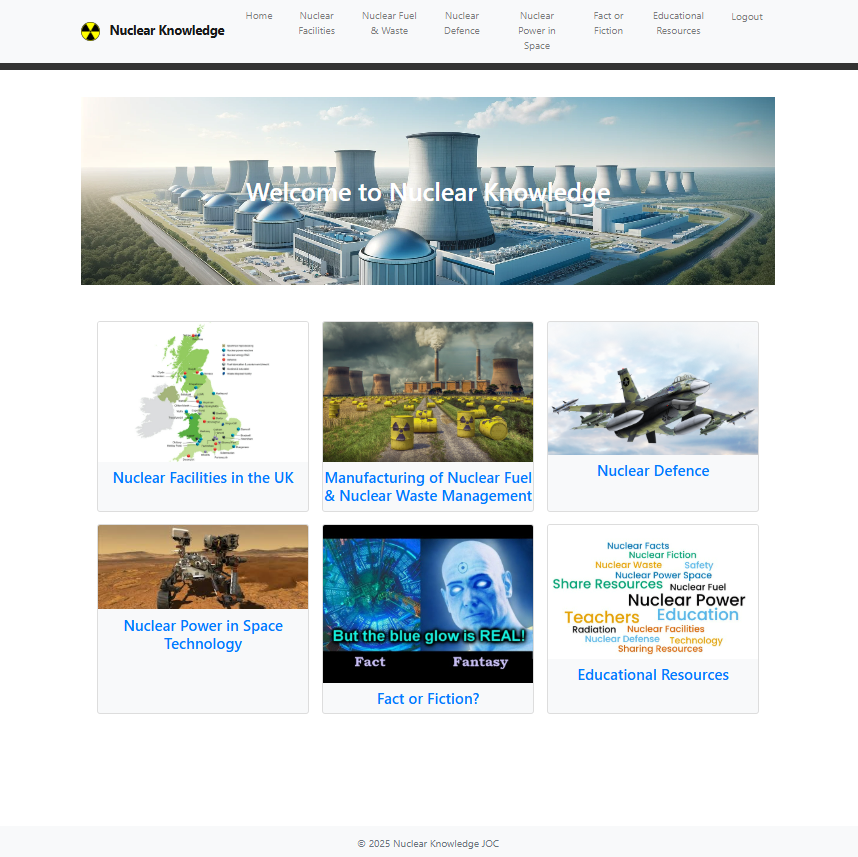 Nuclear Knowledge
Home
Nuclear
Facilities
Nuclear Fuel
& Waste
Nuclear
Defence
Nuclear
Power in
Space
Fact or
Fiction
Educational
Resources
Logout
Welcome to Nuclear Knowledge
Nuclear Facilities in the UK
Manufacturing of Nuclear Fuel
& Nuclear Waste Management
Nuclear Defence
Nuclear Power in Space
Technology
But the blue glow is REAL!
Fact
Fantasy
Fact or Fiction?
Nuclear Facts
Nuclear Fiction
Nuclear Waste
Safety
Nuclear Power Space
Share Resources
Nuclear Fuel
Nuclear Power
Teachers
Education
Radiation
Nuclear Facilities
Nuclear Defense
Technology
Sharing Resources
Educational Resources
© 2025 Nuclear Knowledge JOC